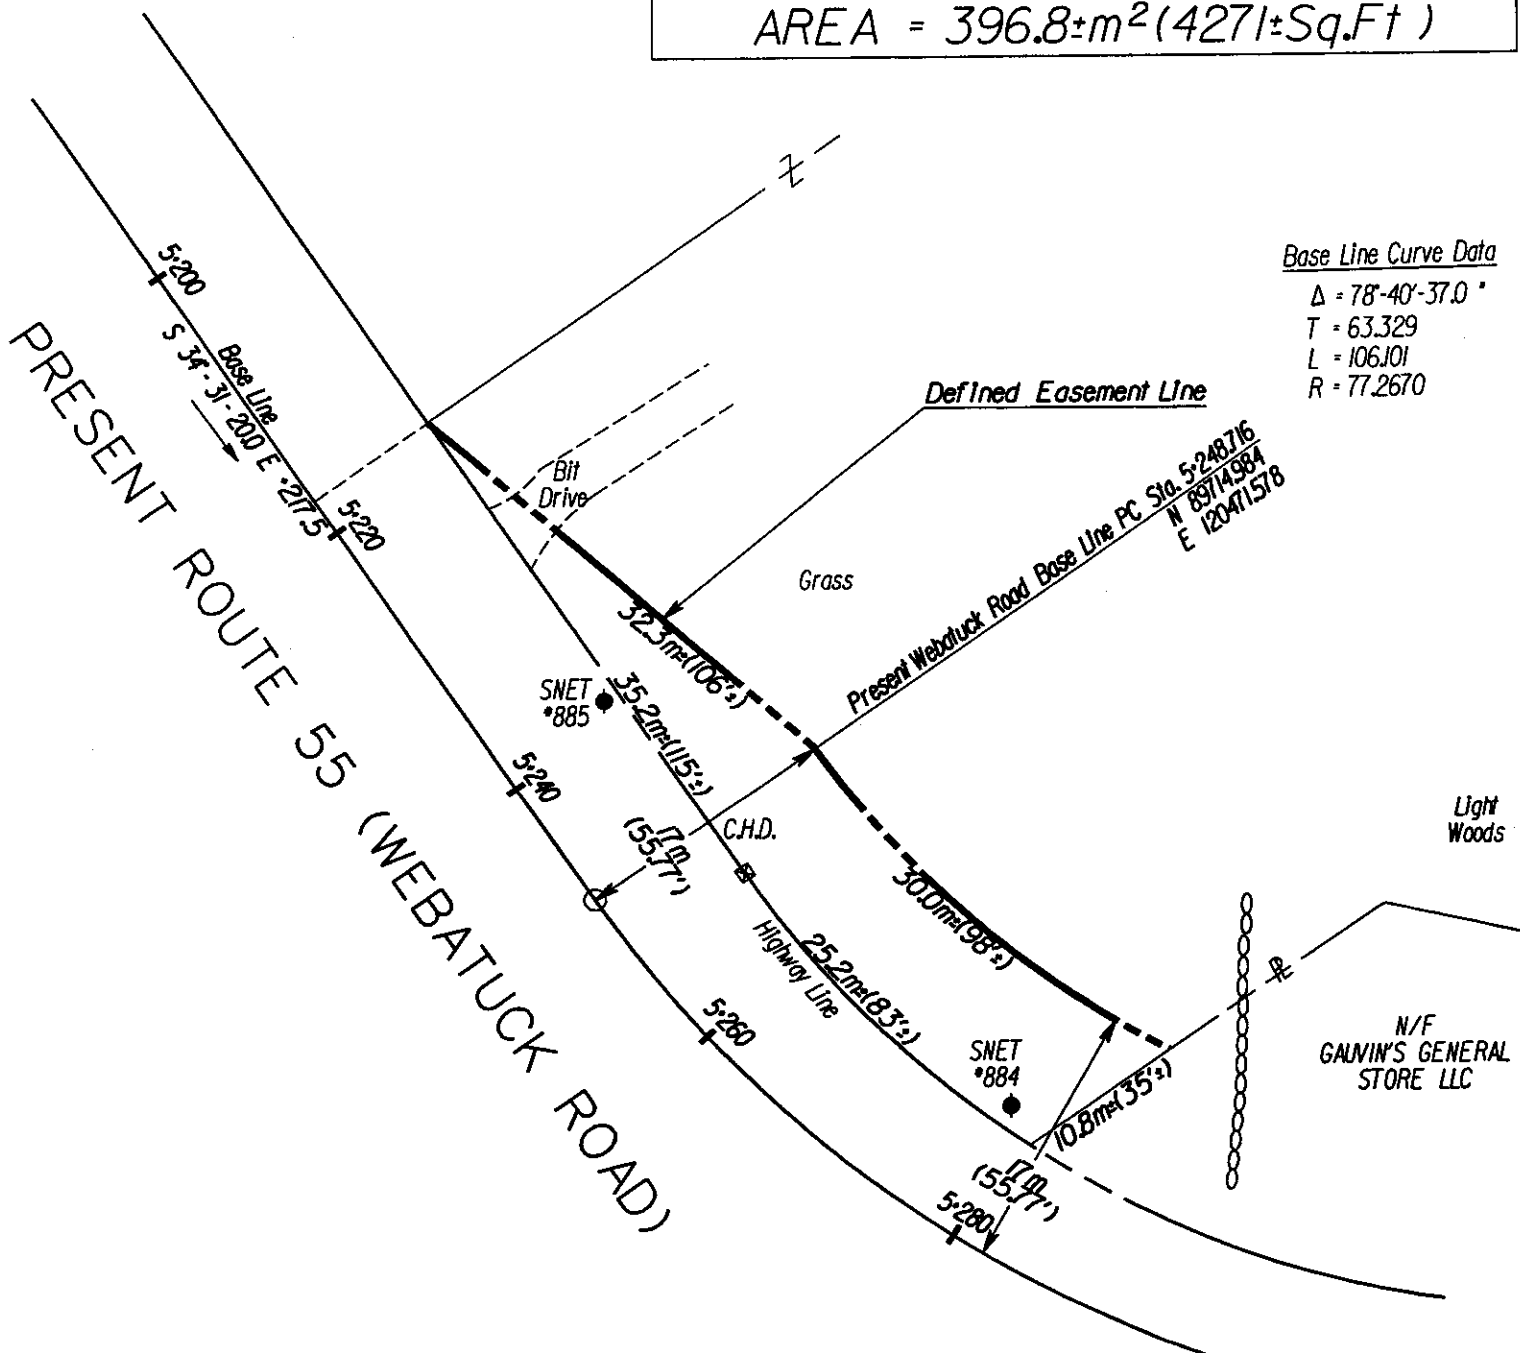 AREA = 396.8±m²(4271±Sq.Ft )
Base Line Curve Data
Δ = 78°-40'-37.0 "
T = 63.329
L = 106.101
R = 77.2670
5+200
Base Line
S 34°-31-20.0 E +217.5
5+220
PRESENT ROUTE 55 (WEBATUCK ROAD)
Defined Easement Line
Bit
Drive
Grass
Present Webatuck Road Base Line PC Sta. 5+248.716
N 89714.984
E 120471.578
32.3m±(106'±)
SNET
*885
35.2m±(115'±)
5+240
17 m
(55.77')
C.H.D.
Light
Woods
30.0m±(98'±)
25.2m±(83'±)
Highway Line
5+260
SNET
*884
10.8m±(35'±)
17 m
(55.77')
5+280
N/F
GAUVIN'S GENERAL
STORE LLC